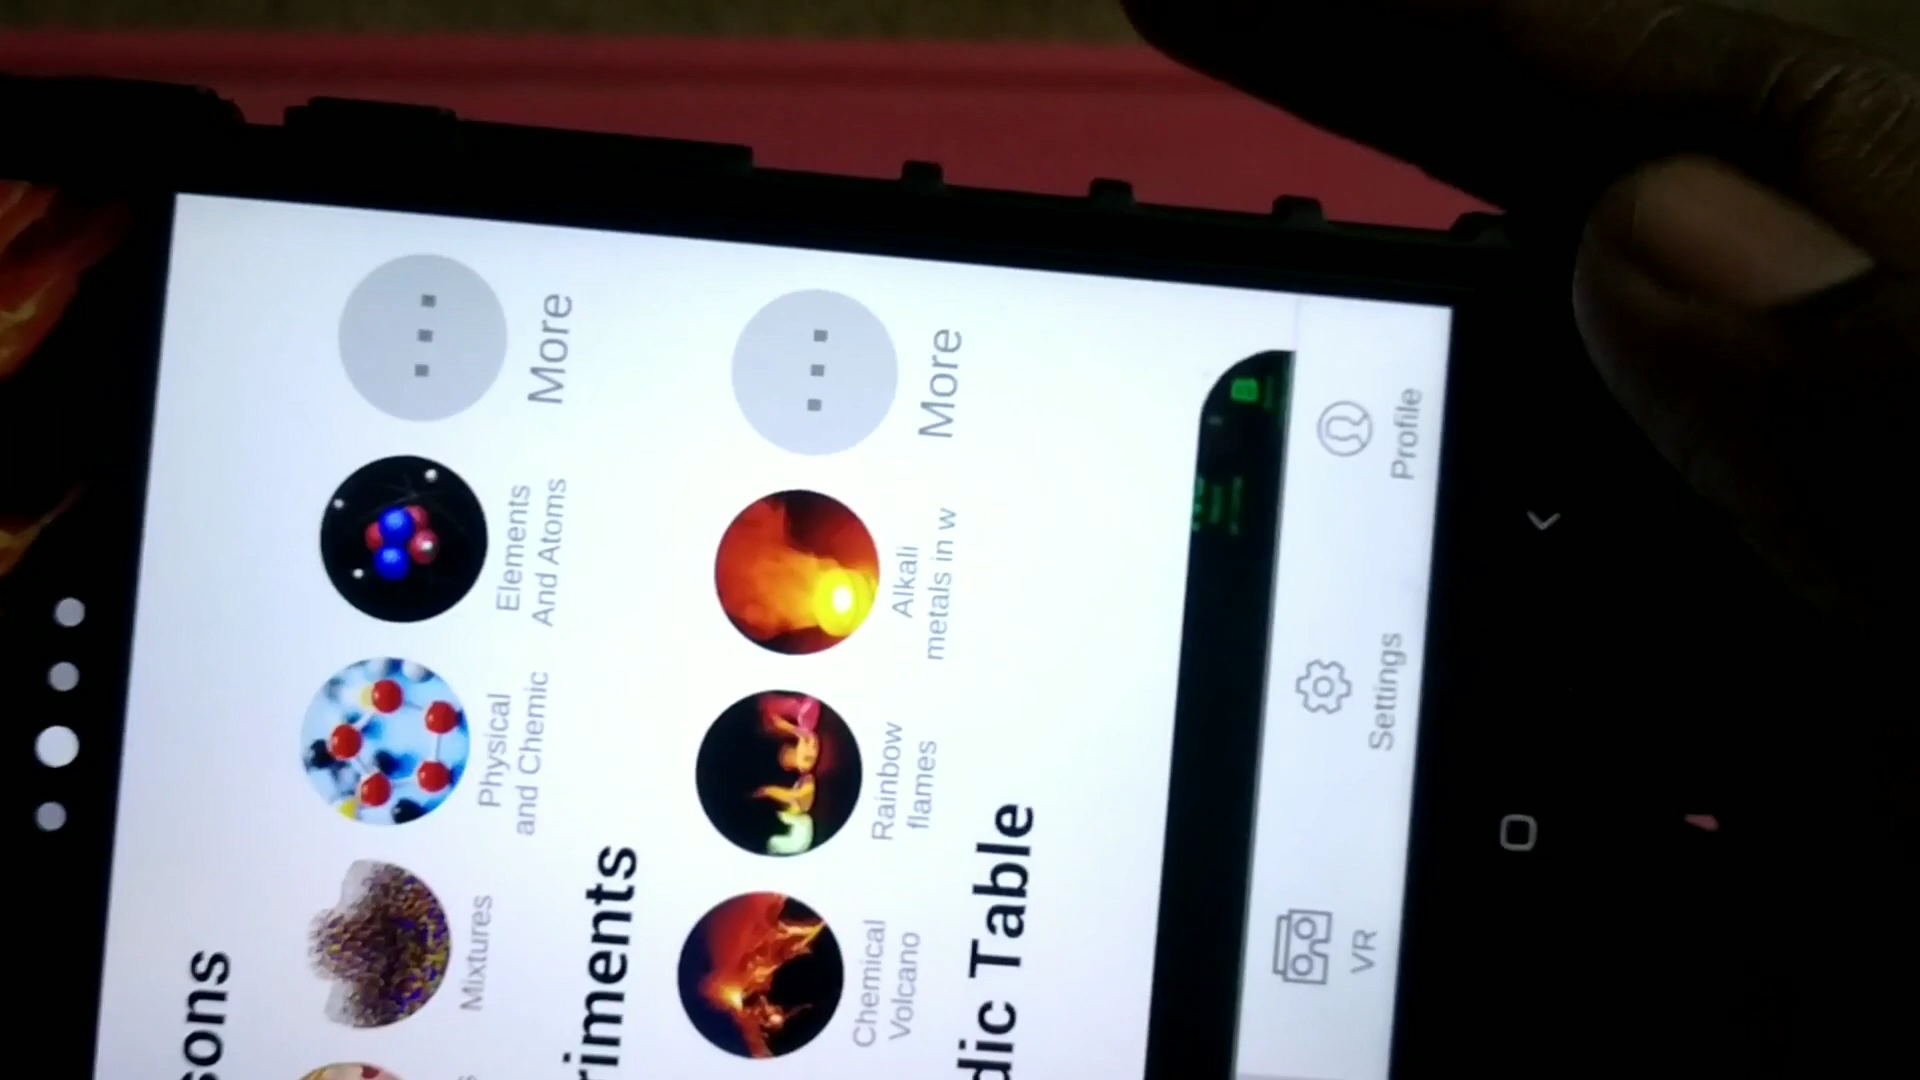 sons
Mixtures
Physical
and Chemic
Elements
And Atoms
More
riments
Chemical
Volcano
Rainbow
flames
Alkali
metals in w
More
dic Table
VR
Settings
Profile